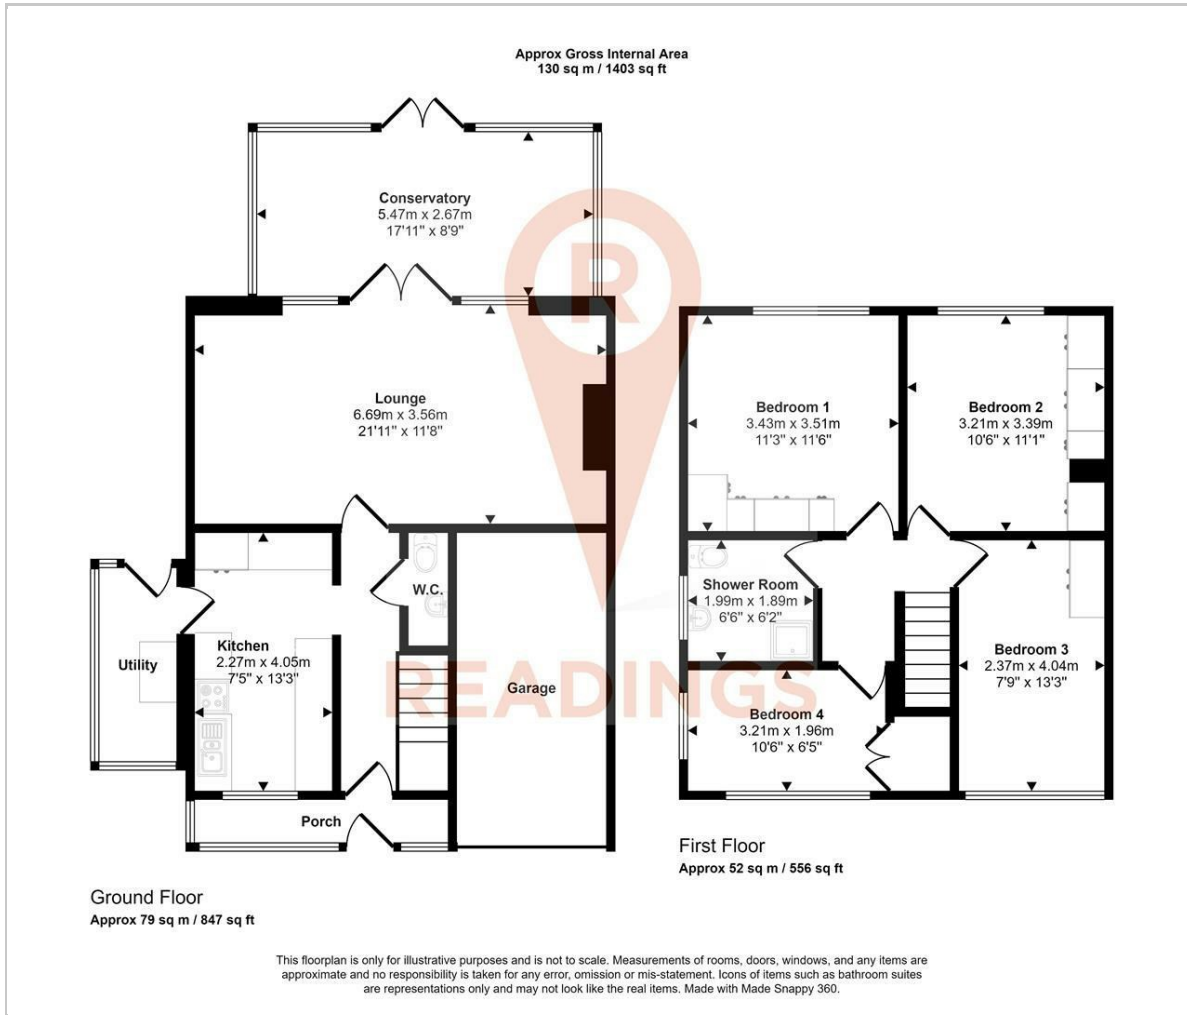 Approx Gross Internal Area
130 sq m / 1403 sq ft
Conservatory
5.47m x 2.67m
17'11" x 8'9"
R
Lounge
6.69m x 3.56m
21'11" x 11'8"
W.C.
Kitchen
2.27m x 4.05m
7'5" x 13'3"
Utility
Garage
Porch
Ground Floor
Approx 79 sq m / 847 sq ft
Bedroom 1
3.43m x 3.51m
11'3" x 11'6"
Bedroom 2
3.21m x 3.39m
10'6" x 11'1"
Shower Room
1.99m x 1.89m
6'6" x 6'2"
Bedroom 3
2.37m x 4.04m
7'9" x 13'3"
READINGS
Bedroom 4
3.21m x 1.96m
10'6" x 6'5"
First Floor
Approx 52 sq m / 556 sq ft
This floorplan is only for illustrative purposes and is not to scale. Measurements of rooms, doors, windows, and any items are
approximate and no responsibility is taken for any error, omission or mis-statement. Icons of items such as bathroom suites
are representations only and may not look like the real items. Made with Made Snappy 360.